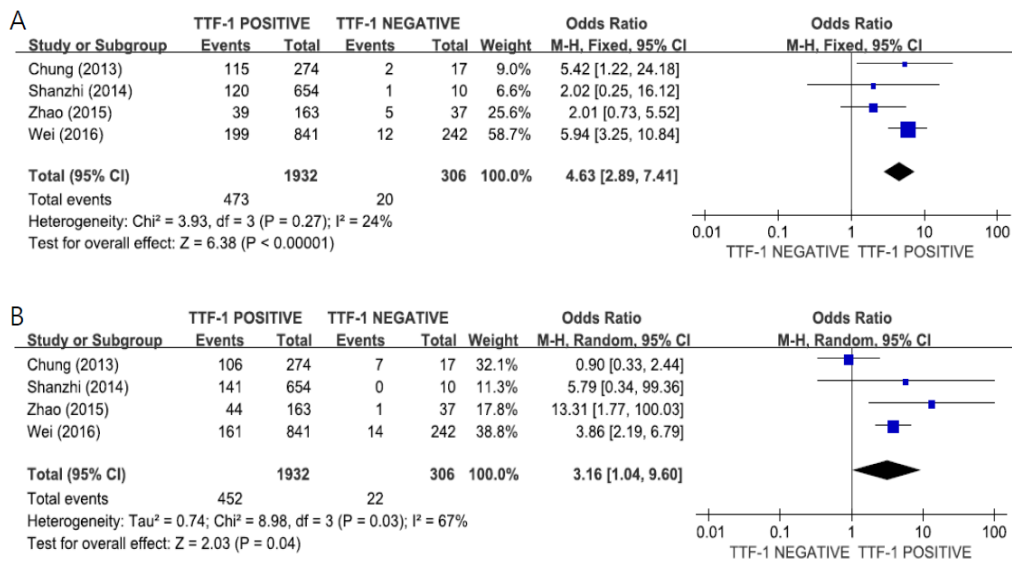 A
TTF-1 POSITIVE TTF-1 NEGATIVE Odds Ratio Odds Ratio
Study or Subgroup Events Total Events Total Weight M-H, Fixed, 95% CI M-H, Fixed, 95% CI
Chung (2013) 115 274 2 17 9.0% 5.42 [1.22, 24.18]
Shanzhi (2014) 120 654 1 10 6.6% 2.02 [0.25, 16.12]
Zhao (2015) 39 163 5 37 25.6% 2.01 [0.73, 5.52]
Wei (2016) 199 841 12 242 58.7% 5.94 [3.25, 10.84]
Total (95% CI) 1932 306 100.0% 4.63 [2.89, 7.41]
Total events 473 20
Heterogeneity: Chi² = 3.93, df = 3 (P = 0.27); I² = 24%
Test for overall effect: Z = 6.38 (P < 0.00001)
0.01 0.1 1 10 100
TTF-1 NEGATIVE TTF-1 POSITIVE
B
TTF-1 POSITIVE TTF-1 NEGATIVE Odds Ratio Odds Ratio
Study or Subgroup Events Total Events Total Weight M-H, Random, 95% CI M-H, Random, 95% CI
Chung (2013) 106 274 7 17 32.1% 0.90 [0.33, 2.44]
Shanzhi (2014) 141 654 0 10 11.3% 5.79 [0.34, 99.36]
Zhao (2015) 44 163 1 37 17.8% 13.31 [1.77, 100.03]
Wei (2016) 161 841 14 242 38.8% 3.86 [2.19, 6.79]
Total (95% CI) 1932 306 100.0% 3.16 [1.04, 9.60]
Total events 452 22
Heterogeneity: Tau² = 0.74; Chi² = 8.98, df = 3 (P = 0.03); I² = 67%
Test for overall effect: Z = 2.03 (P = 0.04)
0.01 0.1 1 10 100
TTF-1 NEGATIVE TTF-1 POSITIVE